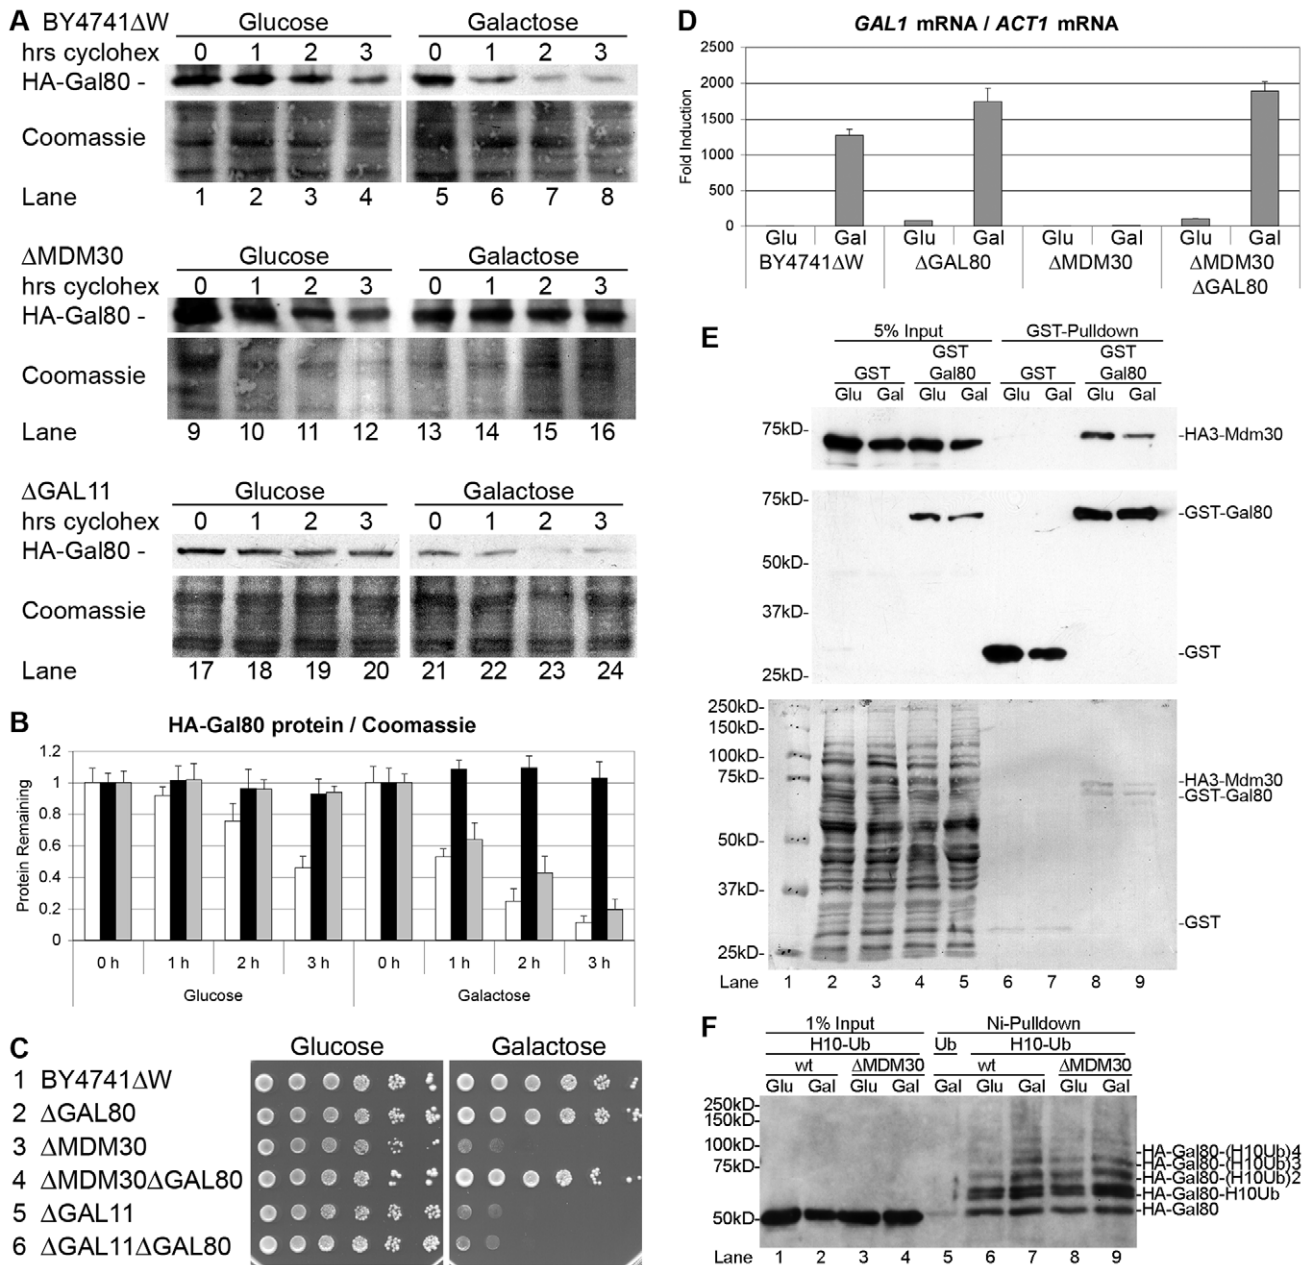 A BY4741ΔW Glucose Galactose
hrs cyclohex 0 1 2 3 0 1 2 3
HA-Gal80 -
Coomassie
Lane 1 2 3 4 5 6 7 8
ΔMDM30 Glucose Galactose
hrs cyclohex 0 1 2 3 0 1 2 3
HA-Gal80 -
Coomassie
Lane 9 10 11 12 13 14 15 16
ΔGAL11 Glucose Galactose
hrs cyclohex 0 1 2 3 0 1 2 3
HA-Gal80 -
Coomassie
Lane 17 18 19 20 21 22 23 24
B HA-Gal80 protein / Coomassie
Protein Remaining
1.2
1
0.8
0.6
0.4
0.2
0
0 h 1 h 2 h 3 h 0 h 1 h 2 h 3 h
Glucose Galactose
C Glucose Galactose
1 BY4741ΔW
2 ΔGAL80
3 ΔMDM30
4 ΔMDM30ΔGAL80
5 ΔGAL11
6 ΔGAL11ΔGAL80
D GAL1 mRNA / ACT1 mRNA
Fold Induction
2500
2000
1500
1000
500
0
Glu Gal Glu Gal Glu Gal Glu Gal
BY4741ΔW ΔGAL80 ΔMDM30 ΔMDM30
ΔGAL80
E 5% Input GST-Pulldown
GST GST
GST Gal80 GST Gal80
Glu Gal Glu Gal Glu Gal Glu Gal
75kD- -HA3-Mdm30
75kD- -GST-Gal80
50kD-
37kD-
-GST
25kD-
250kD-
150kD-
100kD-
75kD- -HA3-Mdm30
-GST-Gal80
50kD-
37kD-
-GST
25kD-
Lane 1 2 3 4 5 6 7 8 9
F 1% Input Ni-Pulldown
H10-Ub Ub H10-Ub
wt ΔMDM30 wt ΔMDM30
Glu Gal Glu Gal Gal Glu Gal Glu Gal
250kD-
150kD-
100kD- -HA-Gal80-(H10Ub)4
75kD- -HA-Gal80-(H10Ub)3
-HA-Gal80-(H10Ub)2
-HA-Gal80-H10Ub
50kD- -HA-Gal80
Lane 1 2 3 4 5 6 7 8 9